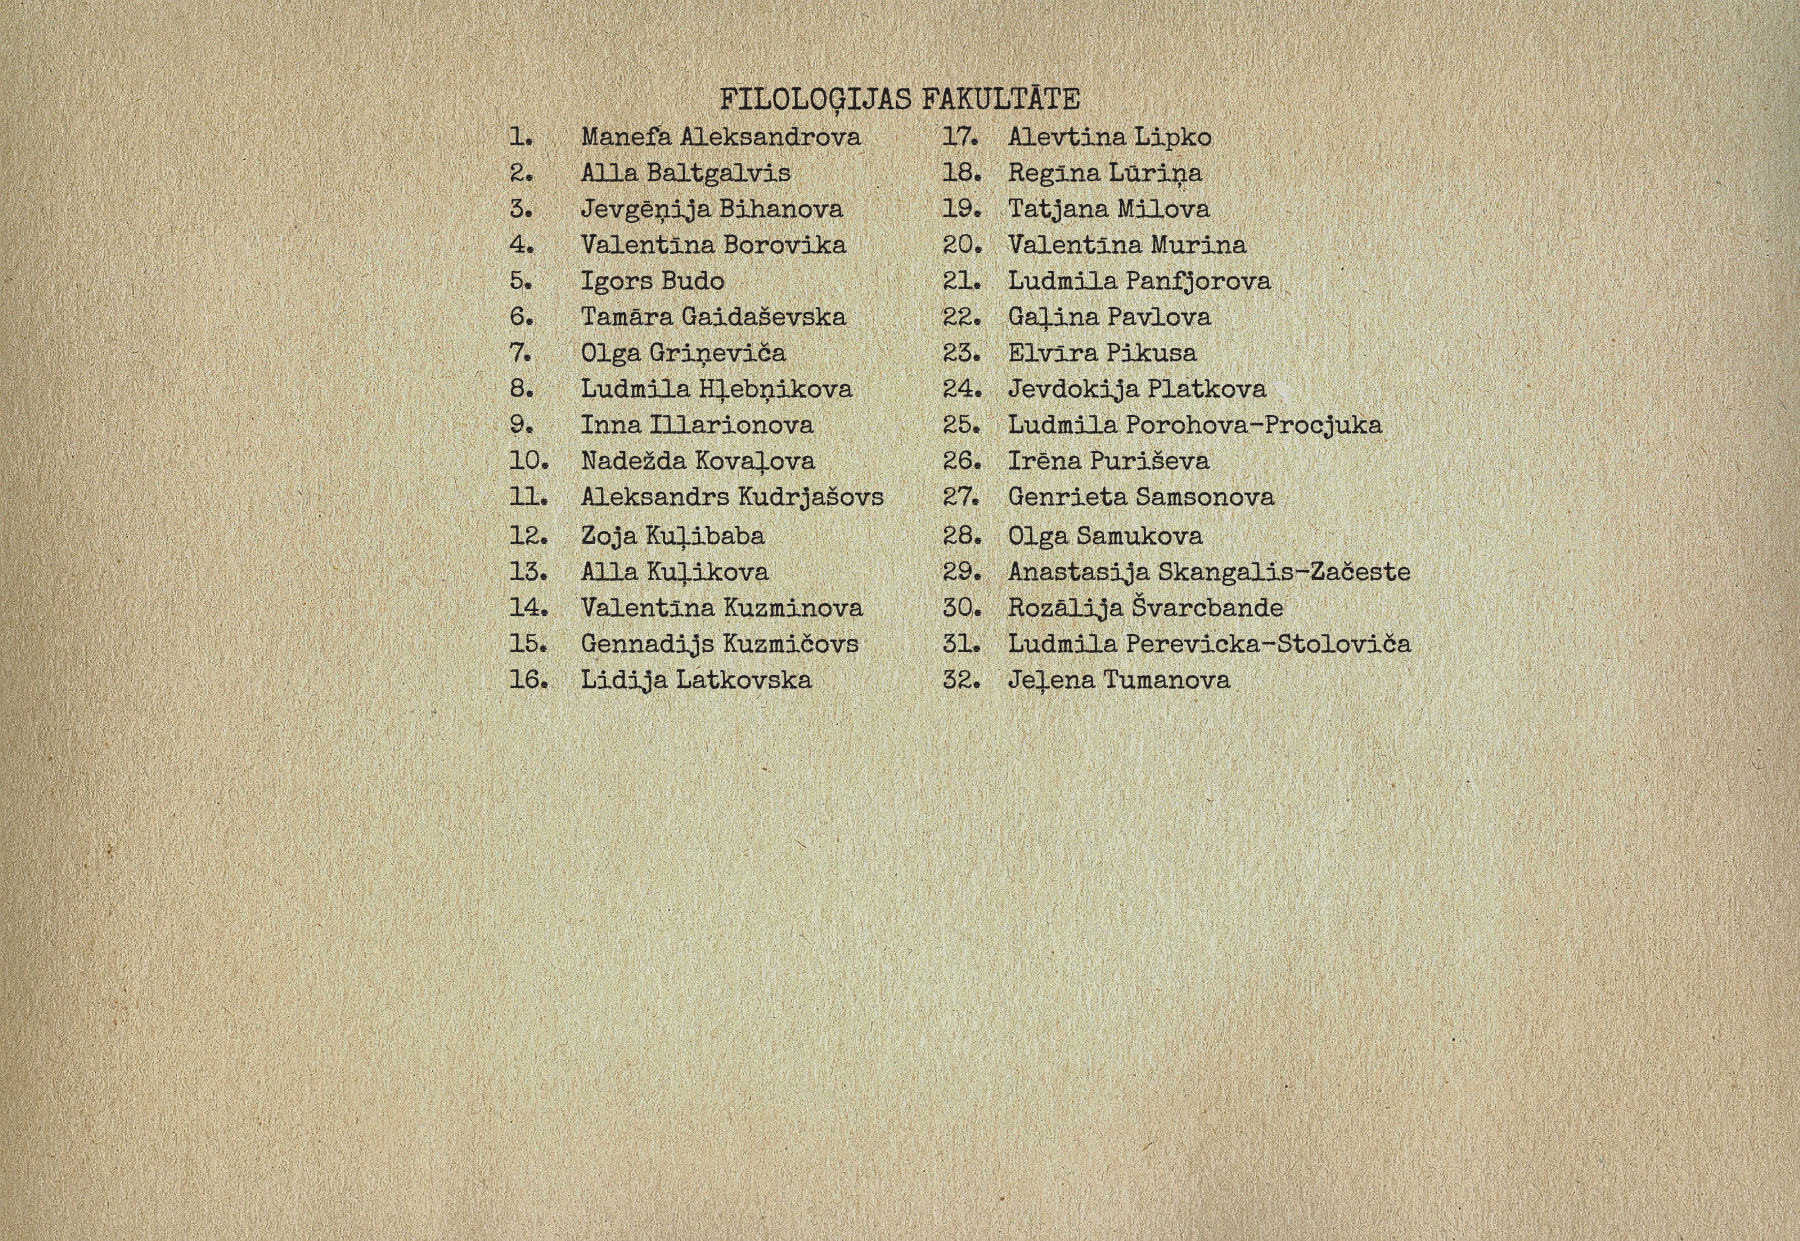 FILOLOĢIJAS FAKULTĀTE
1. Manefa Aleksandrova
2. Alla Baltgalvis
3. Jevgēņija Bihanova
4. Valentīna Borovika
5. Igors Budo
6. Tamāra Gaidaševska
7. Olga Griņeviča
8. Ludmila Hļebņikova
9. Inna Illarionova
10. Nadežda Kovaļova
11. Aleksandrs Kudrjašovs
12. Zoja Kuļibaba
13. Alla Kuļikova
14. Valentīna Kuzminova
15. Gennadijs Kuzmičovs
16. Lidija Latkovska
17. Alevtina Lipko
18. Regīna Lūriņa
19. Tatjana Milova
20. Valentīna Murina
21. Ludmila Panfjorova
22. Gaļina Pavlova
23. Elvīra Pikusa
24. Jevdokija Platkova
25. Ludmila Porohova-Procjuka
26. Irēna Puriševa
27. Genrieta Samsonova
28. Olga Samukova
29. Anastasija Skangalis-Začeste
30. Rozālija Švarcbande
31. Ludmila Perevicka-Stoloviča
32. Jeļena Tumanova